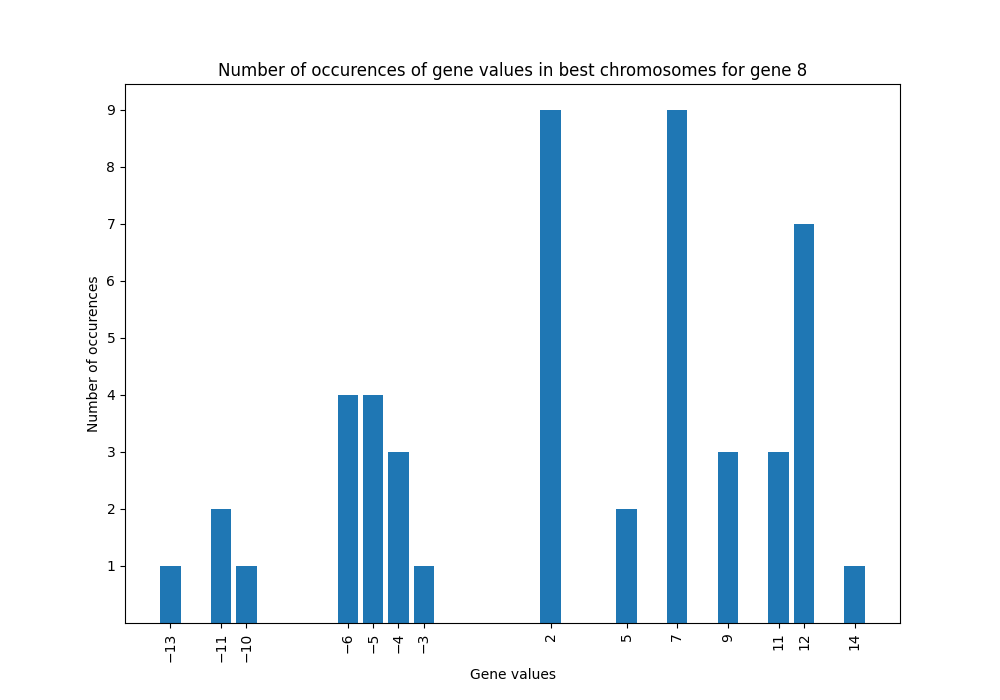 Number of occurences of gene values in best chromosomes for gene 8
Number of occurences
9
8
7
6
5
4
3
2
1
−13 −11 −10 −6 −5 −4 −3 2 5 7 9 11 12 14
Gene values